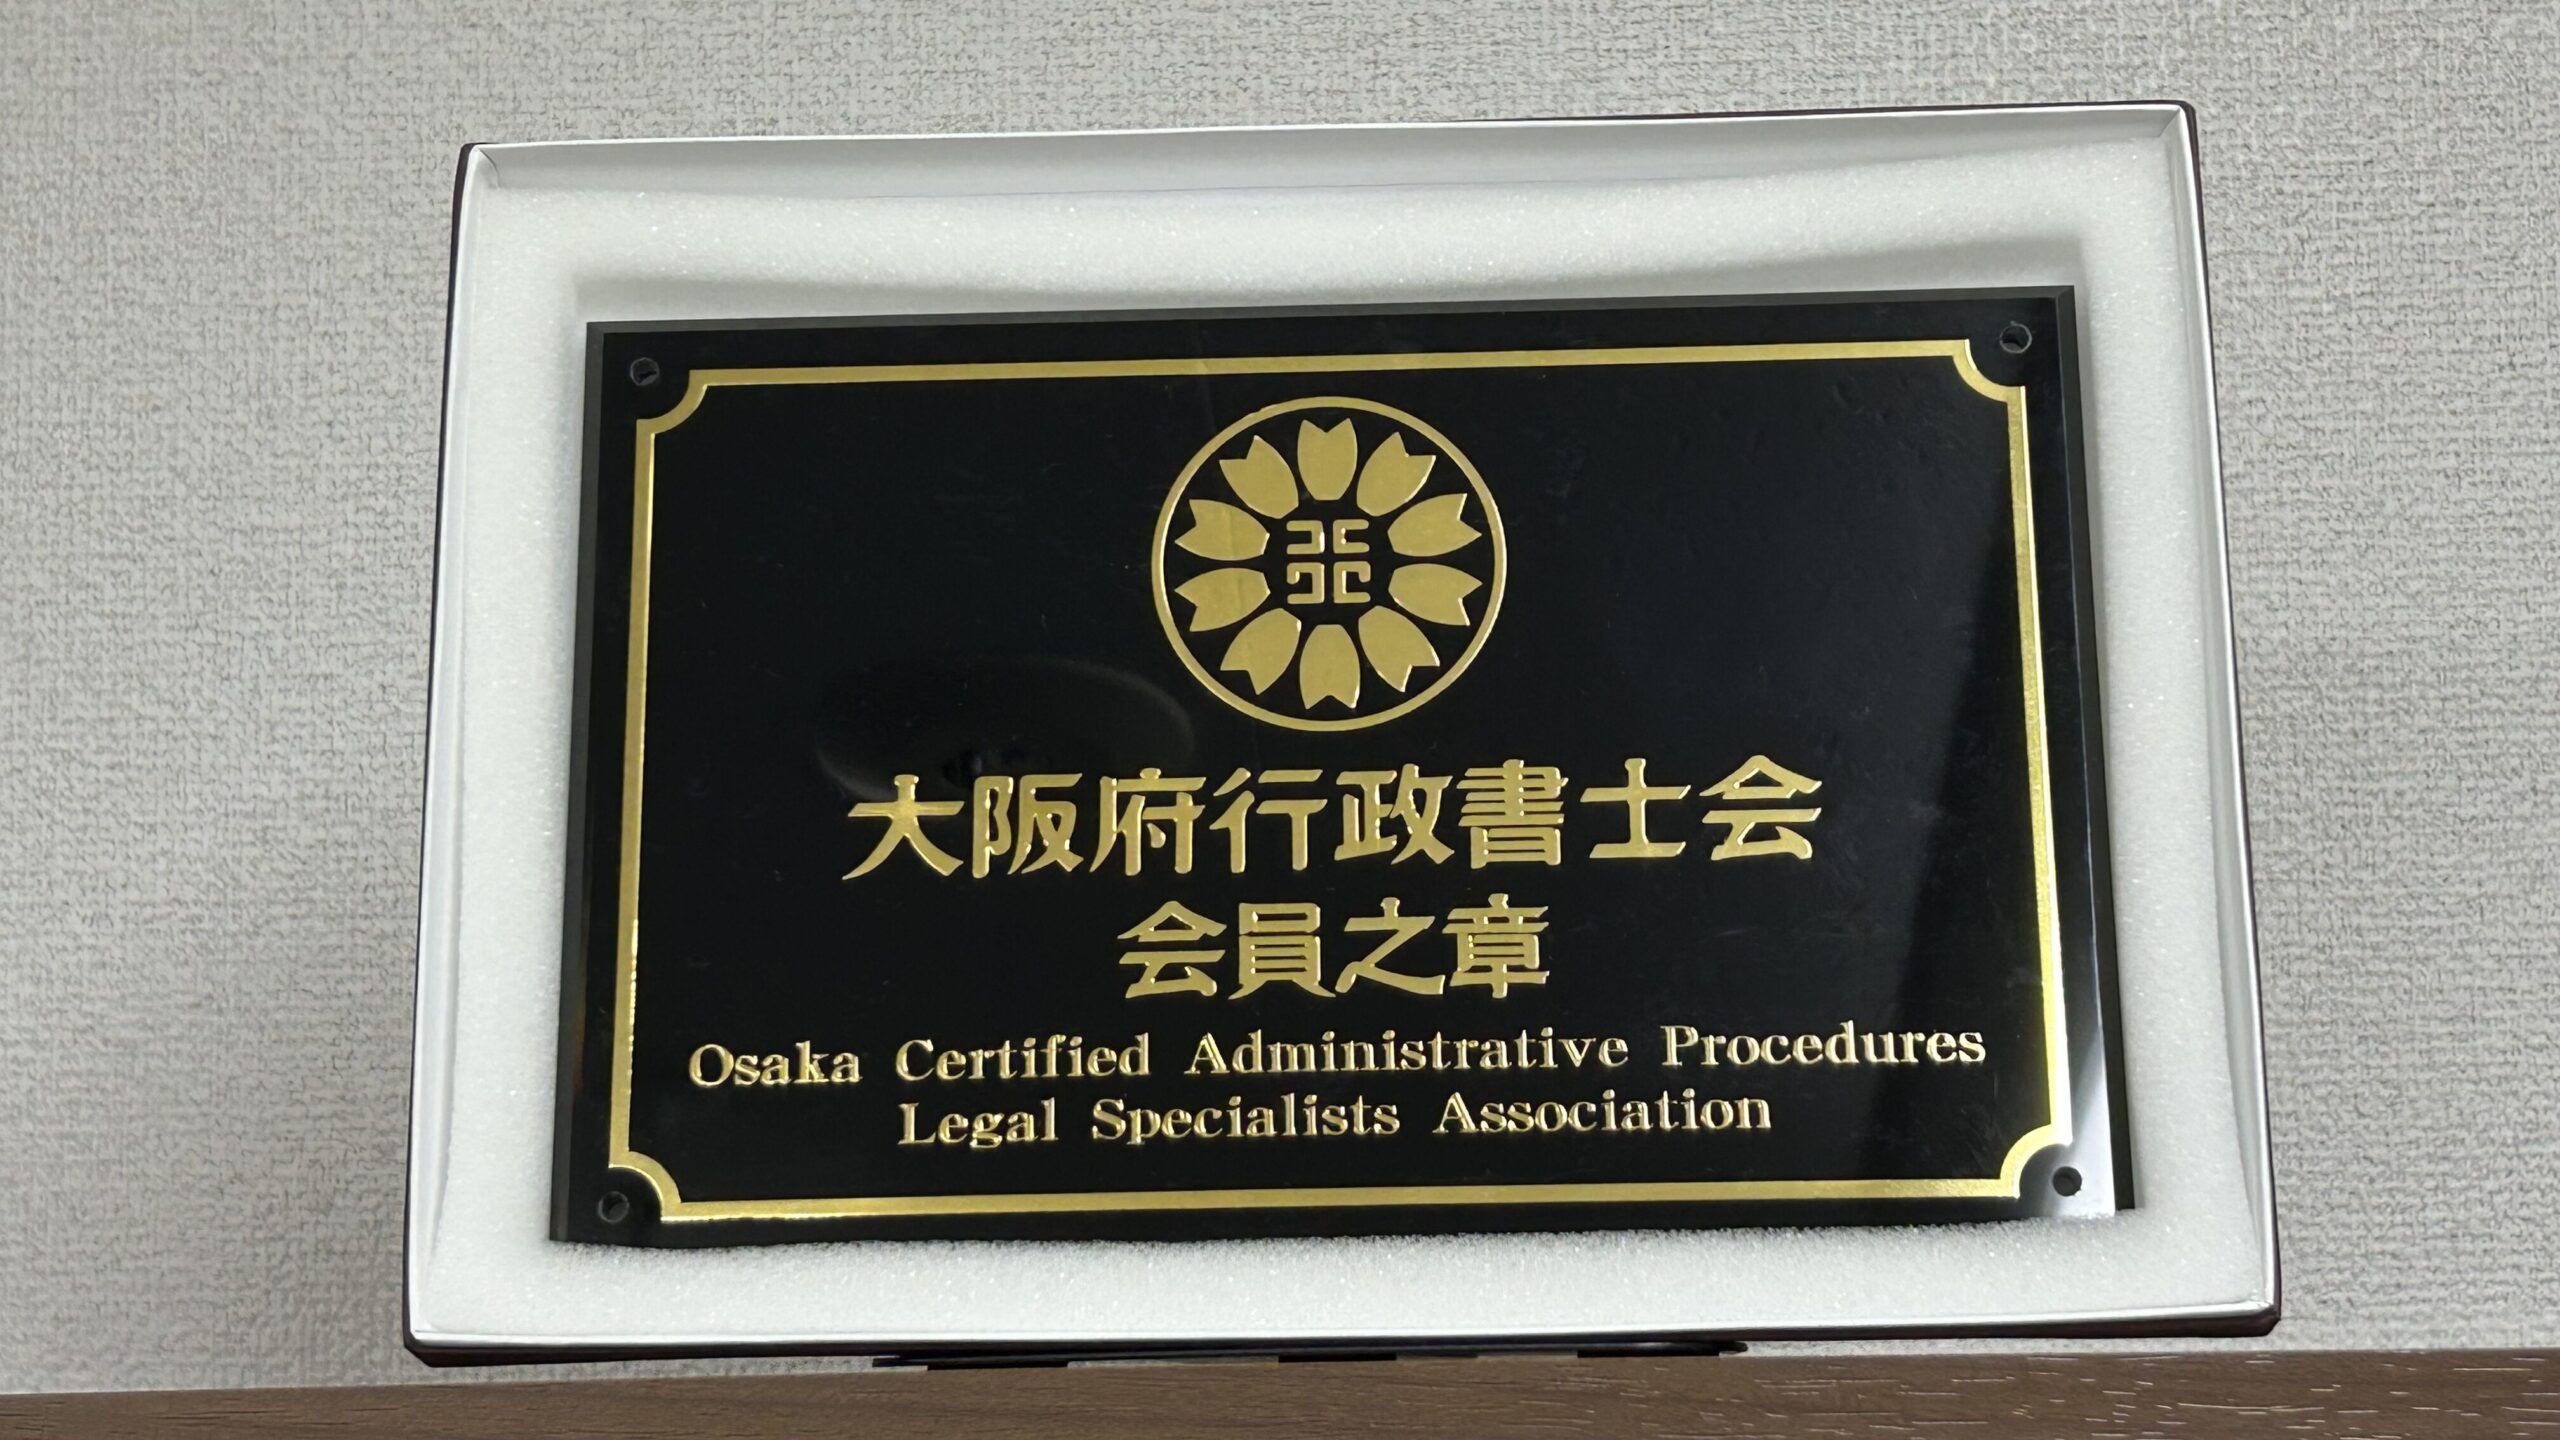 行
大阪府行政書士会
会員之章
Osaka Certified Administrative Procedures
Legal Specialists Association